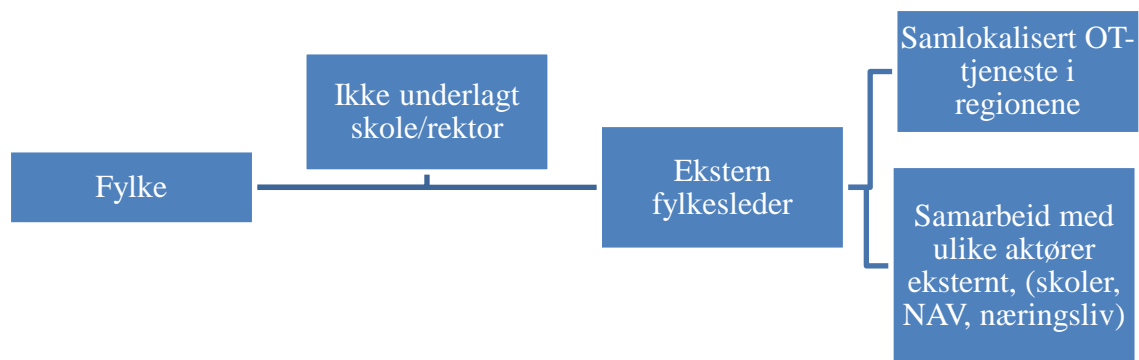 Fylke
Ikke underlagt
skole/rektor
Ekstern
fylkesleder
Samlokalisert OT-
tjeneste i
regionene
Samarbeid med
ulike aktører
eksternt, (skoler,
NAV, næringsliv)